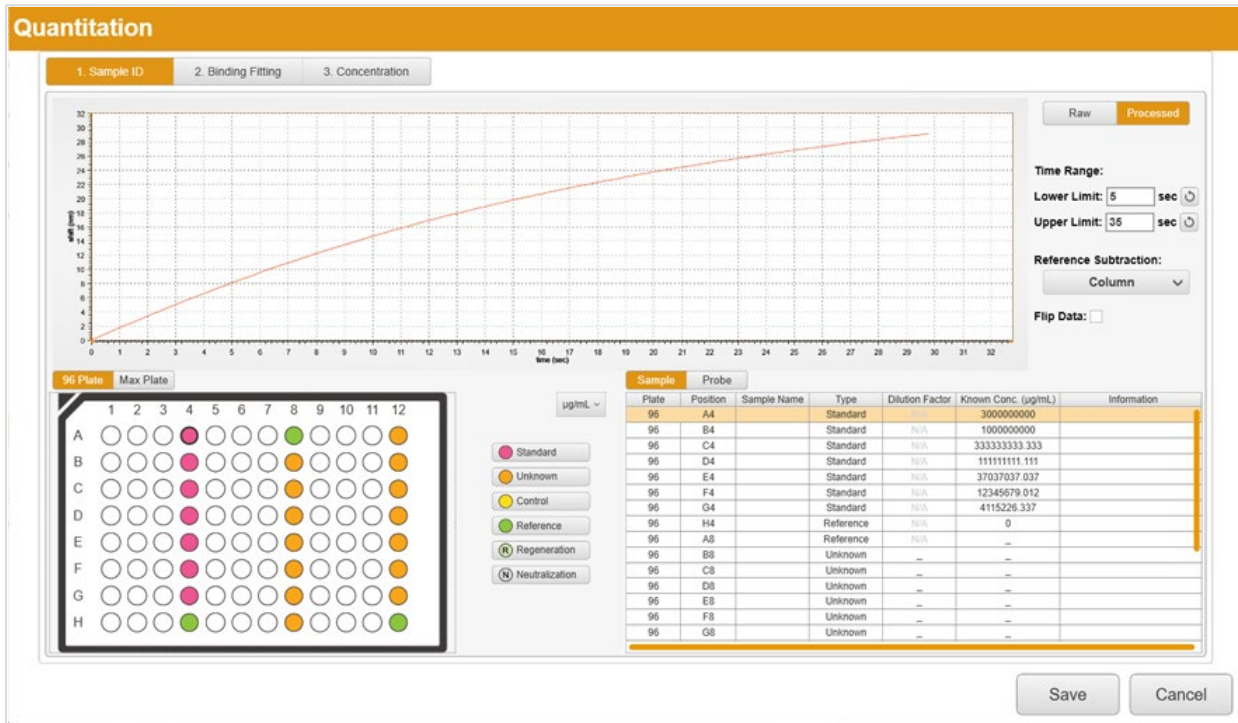 Quantitation
1. Sample ID 2. Binding Fitting 3. Concentration
Raw Processed
32
30
28
26
24
22
20
18
16
14
12
10
8
6
4
2
0
shift (nm)
0 1 2 3 4 5 6 7 8 9 10 11 12 13 14 15 16 17 18 19 20 21 22 23 24 25 26 27 28 29 30 31 32
time (sec)
Time Range:
Lower Limit: 5 sec
Upper Limit: 35 sec
Reference Subtraction:
Column
Flip Data:
96 Plate Max Plate
µg/mL
1 2 3 4 5 6 7 8 9 10 11 12
A
B
C
D
E
F
G
H
Standard
Unknown
Control
Reference
R Regeneration
N Neutralization
Sample Probe
Plate Position Sample Name Type Dilution Factor Known Conc. (µg/mL) Information
96 A4 Standard N/A 3000000000
96 B4 Standard N/A 1000000000
96 C4 Standard N/A 333333333.333
96 D4 Standard N/A 111111111.111
96 E4 Standard N/A 37037037.037
96 F4 Standard N/A 12345679.012
96 G4 Standard N/A 4115226.337
96 H4 Reference N/A 0
96 A8 Reference N/A _
96 B8 Unknown _ _
96 C8 Unknown _ _
96 D8 Unknown _ _
96 E8 Unknown _ _
96 F8 Unknown _ _
96 G8 Unknown _ _
Save Cancel